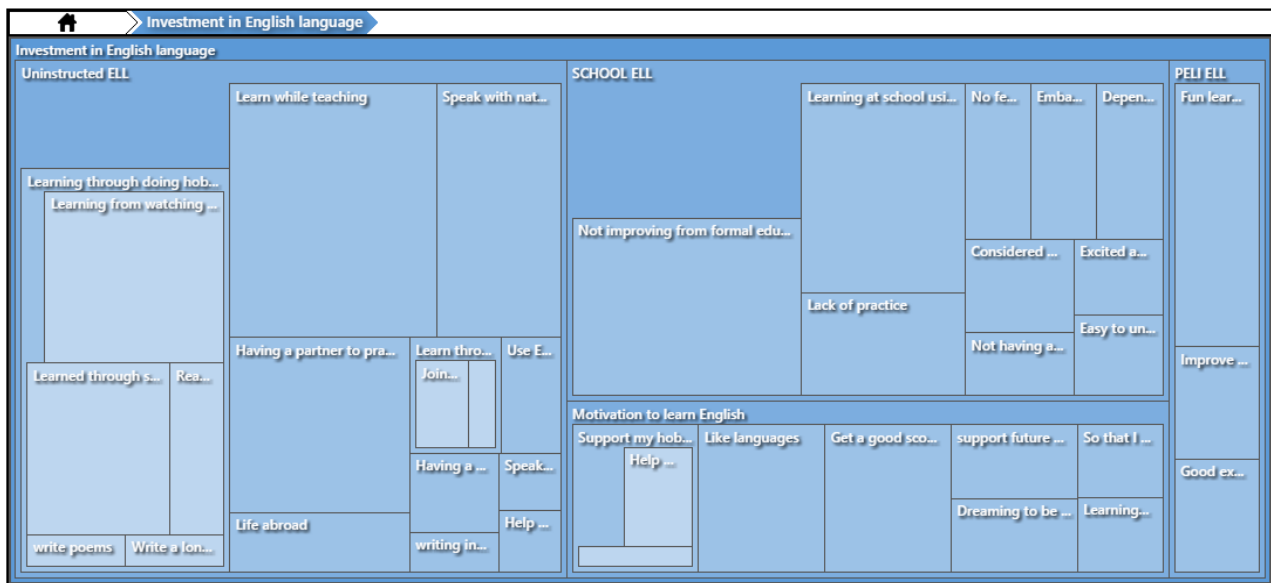 Investment in English language
Investment in English language
Uninstructed ELL
Learn while teaching
Speak with nat...
Learning through doing hob...
Learning from watching ...
Learned through s...
Rea...
write poems
Write a lon...
Having a partner to pra...
Learn thro...
Use E...
Join...
Having a ...
Speak...
Life abroad
Help ...
writing in...
SCHOOL ELL
Learning at school usi...
No fe...
Emba...
Depen...
Not improving from formal edu...
Considered ...
Excited a...
Lack of practice
Easy to un...
Not having a...
Motivation to learn English
Support my hob...
Like languages
Get a good sco...
support future ...
So that I ...
Help ...
Dreaming to be ...
Learning...
PELI ELL
Fun lear...
Improve ...
Good ex...